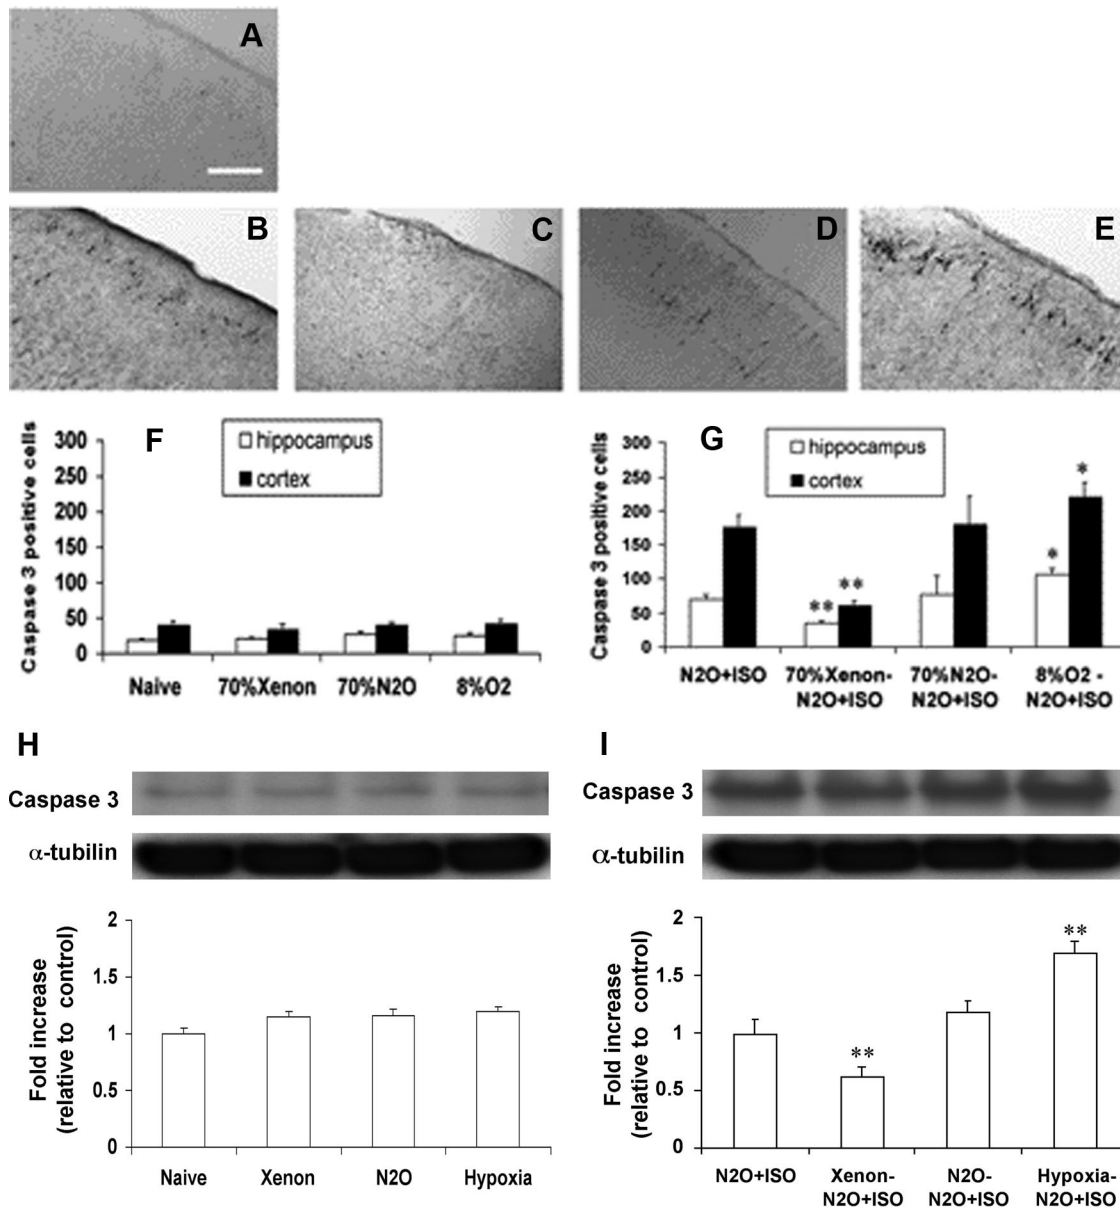 A
B
C
D
E
F
hippocampus
cortex
Caspase 3 positive cells
300
250
200
150
100
50
0
Naive
70%Xenon
70%N2O
8%O2
G
hippocampus
cortex
Caspase 3 positive cells
300
250
200
150
100
50
0
**
**
*
*
N2O+ISO
70%Xenon-
N2O+ISO
70%N2O-
N2O+ISO
8%O2 -
N2O+ISO
H
Caspase 3
α-tubilin
Fold increase
(relative to control)
2
1.5
1
0.5
0
Naive
Xenon
N2O
Hypoxia
I
Caspase 3
α-tubilin
Fold increase
(relative to control)
2
1.5
1
0.5
0
**
**
N2O+ISO
Xenon-
N2O+ISO
N2O-
N2O+ISO
Hypoxia-
N2O+ISO